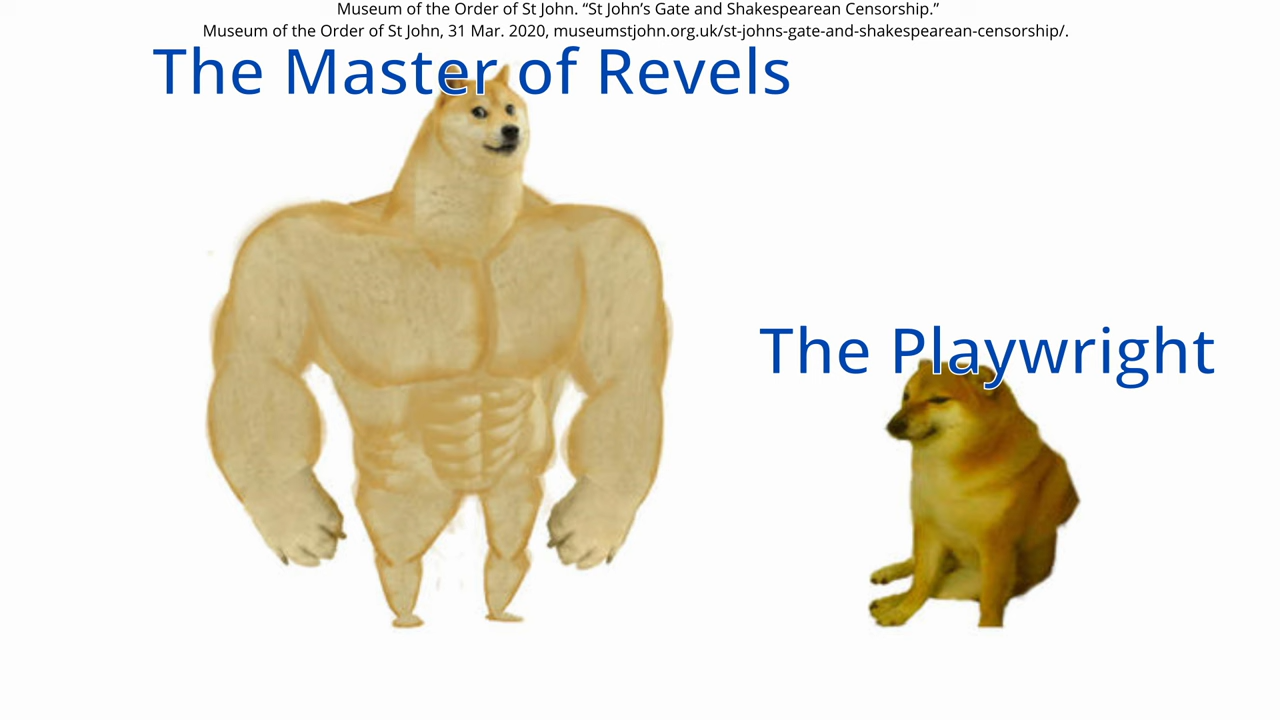 Museum of the Order of St John. “St John’s Gate and Shakespearean Censorship.”
Museum of the Order of St John, 31 Mar. 2020, museumstjohn.org.uk/st-johns-gate-and-shakespearean-censorship/.
The Master of Revels
The Playwright